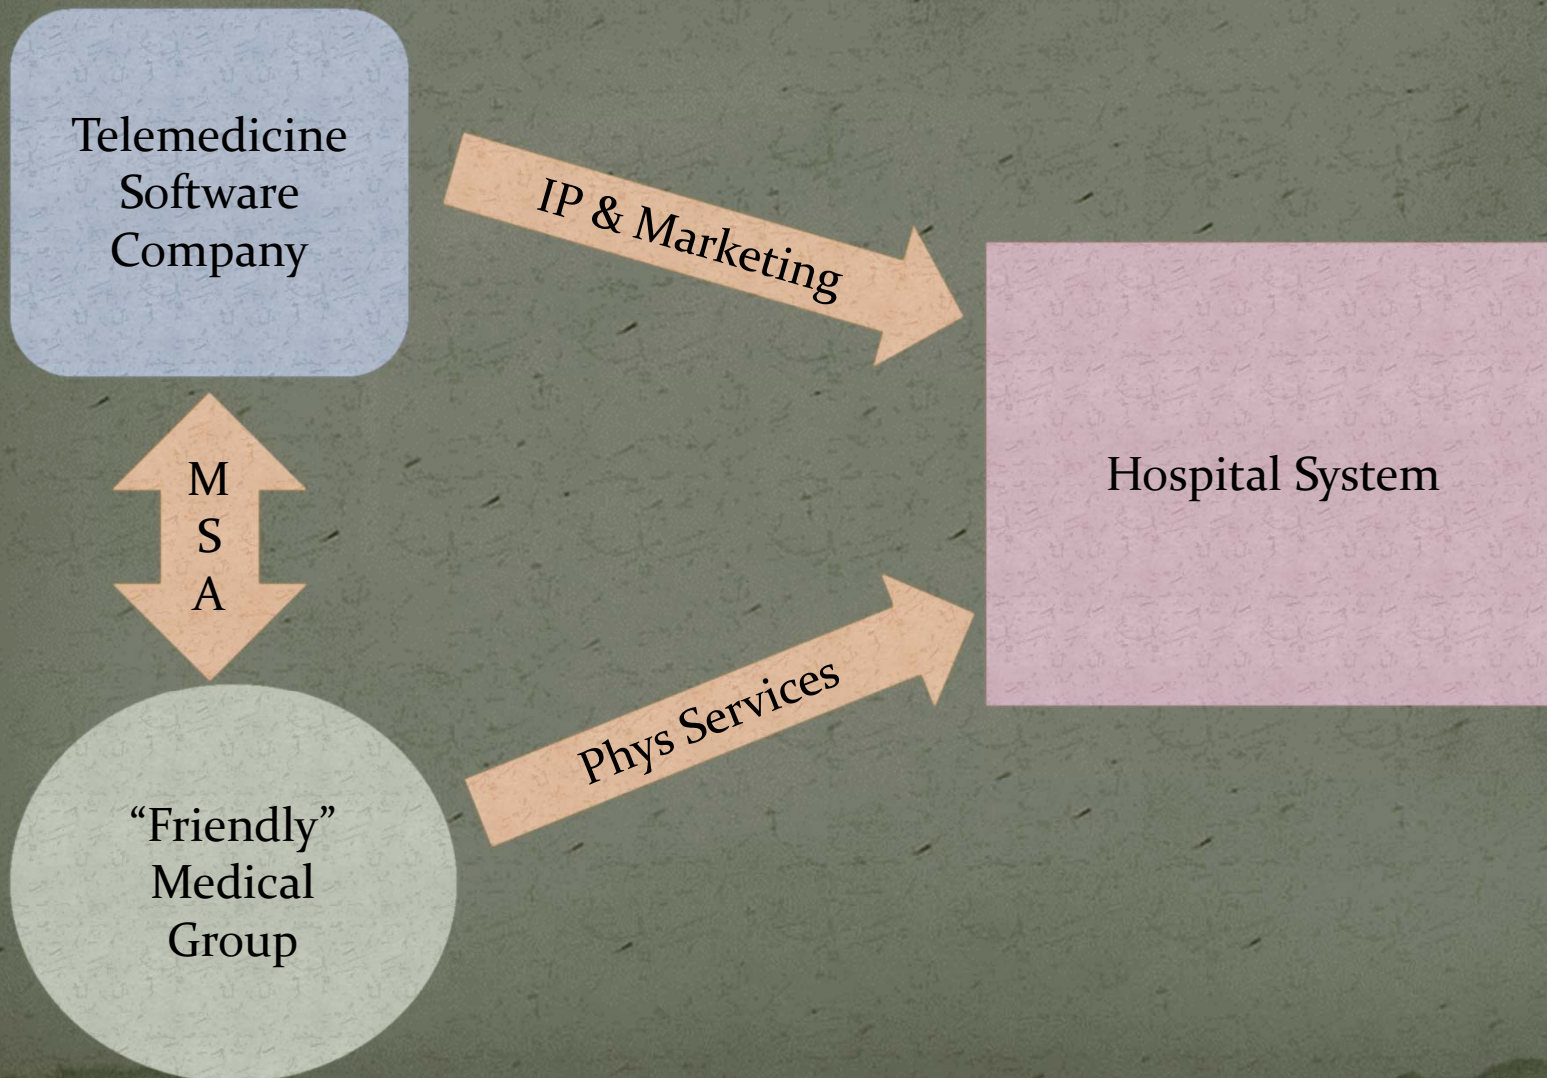 Telemedicine
Software
Company
IP & Marketing
Hospital System
M
S
A
Phys Services
“Friendly”
Medical
Group